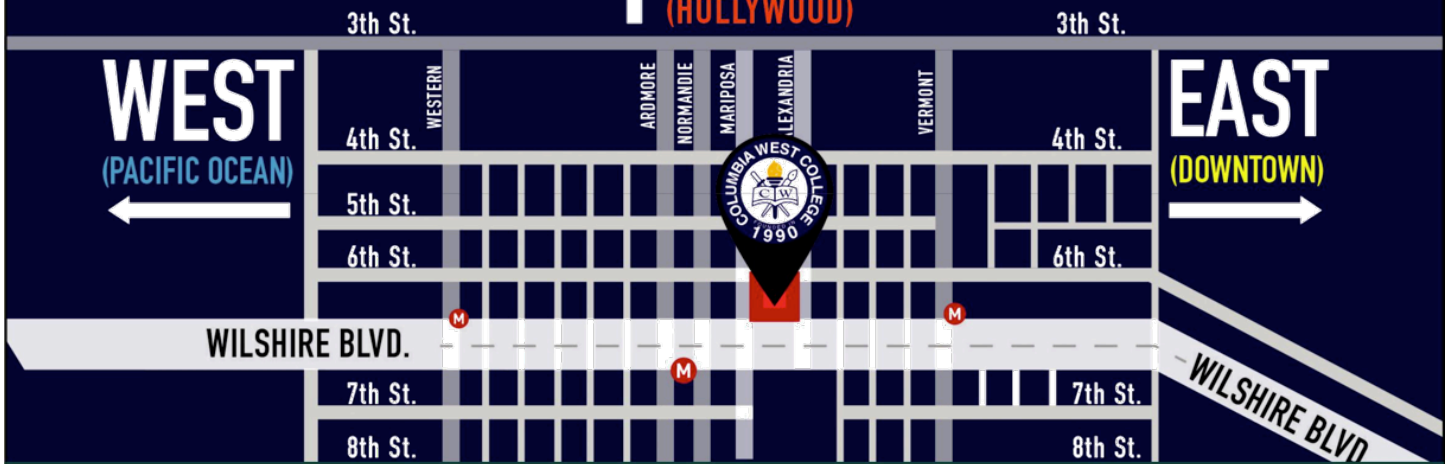 (HOLLYWOOD)
3th St.
3th St.
WEST
(PACIFIC OCEAN)
EAST
(DOWNTOWN)
WESTERN
ARDMORE
NORMANDIE
MARIPOSA
LEXANDRIA
VERMONT
4th St.
4th St.
COLUMBIA WEST COLLEGE
C W
1990
5th St.
6th St.
6th St.
M
M
WILSHIRE BLVD.
M
WILSHIRE BLVD
7th St.
7th St.
8th St.
8th St.